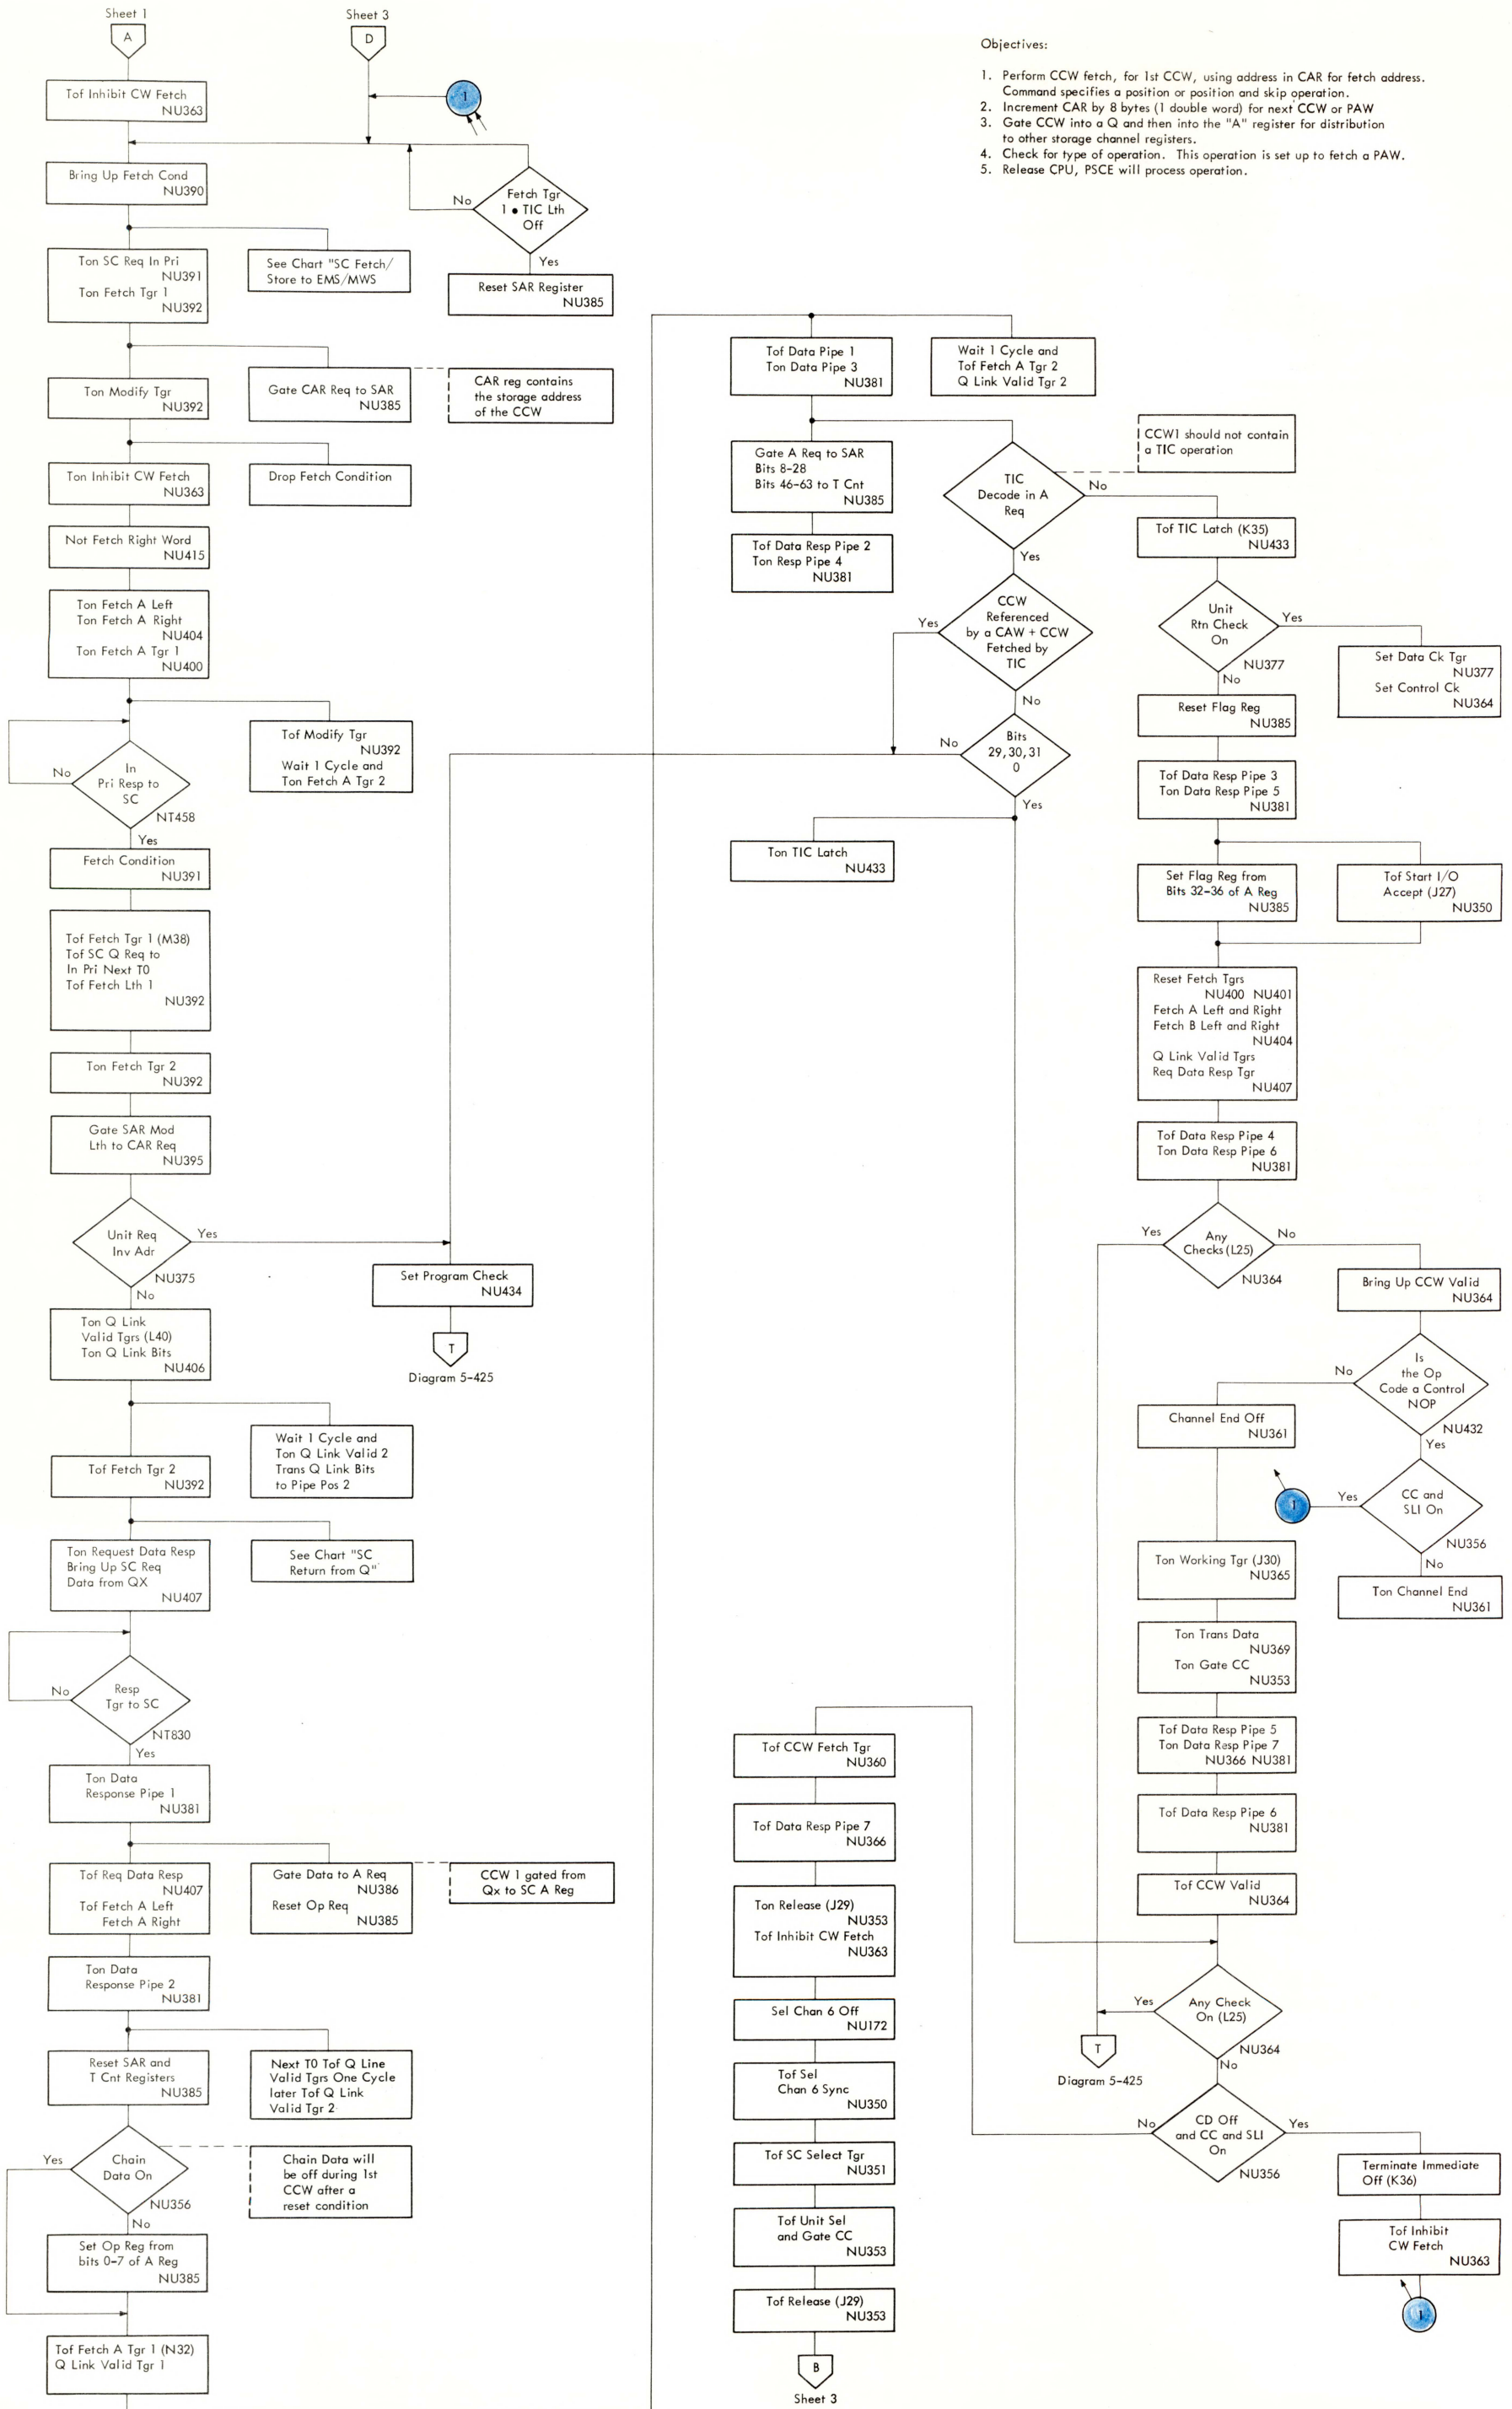 Sheet 1
A
Sheet 3
D
1
Objectives:
1. Perform CCW fetch, for 1st CCW, using address in CAR for fetch address.
Command specifies a position or position and skip operation.
2. Increment CAR by 8 bytes (1 double word) for next CCW or PAW
3. Gate CCW into a Q and then into the "A" register for distribution
to other storage channel registers.
4. Check for type of operation. This operation is set up to fetch a PAW.
5. Release CPU, PSCE will process operation.
Tof Inhibit CW Fetch
NU363
Bring Up Fetch Cond
NU390
No
Fetch Tgr
1 • TIC Lth
Off
Yes
Reset SAR Register
NU385
Ton SC Req In Pri
NU391
Ton Fetch Tgr 1
NU392
See Chart "SC Fetch/
Store to EMS/MWS
Ton Modify Tgr
NU392
Gate CAR Req to SAR
NU385
CAR reg contains
the storage address
of the CCW
Ton Inhibit CW Fetch
NU363
Drop Fetch Condition
Not Fetch Right Word
NU415
Ton Fetch A Left
Ton Fetch A Right
NU404
Ton Fetch A Tgr 1
NU400
Tof Modify Tgr
NU392
Wait 1 Cycle and
Ton Fetch A Tgr 2
No
In
Pri Resp to
SC
NT458
Yes
Fetch Condition
NU391
Tof Fetch Tgr 1 (M38)
Tof SC Q Req to
In Pri Next T0
Tof Fetch Lth 1
NU392
Ton Fetch Tgr 2
NU392
Gate SAR Mod
Lth to CAR Req
NU395
Unit Req
Inv Adr
Yes
NU375
No
Set Program Check
NU434
T
Diagram 5-425
Ton Q Link
Valid Tgrs (L40)
Ton Q Link Bits
NU406
Tof Fetch Tgr 2
NU392
Wait 1 Cycle and
Ton Q Link Valid 2
Trans Q Link Bits
to Pipe Pos 2
Ton Request Data Resp
Bring Up SC Req
Data from QX
NU407
See Chart "SC
Return from Q"
No
Resp
Tgr to SC
NT830
Yes
Ton Data
Response Pipe 1
NU381
Tof Req Data Resp
NU407
Tof Fetch A Left
Fetch A Right
Gate Data to A Req
NU386
Reset Op Req
NU385
CCW 1 gated from
Qx to SC A Reg
Ton Data
Response Pipe 2
NU381
Reset SAR and
T Cnt Registers
NU385
Next T0 Tof Q Line
Valid Tgrs One Cycle
later Tof Q Link
Valid Tgr 2
Yes
Chain
Data On
NU356
No
Chain Data will
be off during 1st
CCW after a
reset condition
Set Op Reg from
bits 0-7 of A Reg
NU385
Tof Fetch A Tgr 1 (N32)
Q Link Valid Tgr 1
Tof Data Pipe 1
Ton Data Pipe 3
NU381
Wait 1 Cycle and
Tof Fetch A Tgr 2
Q Link Valid Tgr 2
Gate A Req to SAR
Bits 8-28
Bits 46-63 to T Cnt
NU385
Tof Data Resp Pipe 2
Ton Resp Pipe 4
NU381
TIC
Decode in A
Req
No
Yes
CCW1 should not contain
a TIC operation
Yes
CCW
Referenced
by a CAW + CCW
Fetched by
TIC
No
No
Bits
29, 30, 31
0
Yes
Ton TIC Latch
NU433
Tof TIC Latch (K35)
NU433
Unit
Rtn Check
On
Yes
NU377
No
Set Data Ck Tgr
NU377
Set Control Ck
NU364
Reset Flag Reg
NU385
Tof Data Resp Pipe 3
Ton Data Resp Pipe 5
NU381
Set Flag Reg from
Bits 32-36 of A Reg
NU385
Tof Start I/O
Accept (J27)
NU350
Reset Fetch Tgrs
NU400 NU401
Fetch A Left and Right
Fetch B Left and Right
NU404
Q Link Valid Tgrs
Req Data Resp Tgr
NU407
Tof Data Resp Pipe 4
Ton Data Resp Pipe 6
NU381
Yes
Any
Checks (L25)
No
NU364
Bring Up CCW Valid
NU364
No
Is
the Op
Code a Control
NOP
NU432
Yes
Channel End Off
NU361
1
Yes
CC and
SLI On
NU356
No
Ton Channel End
NU361
Ton Working Tgr (J30)
NU365
Ton Trans Data
NU369
Ton Gate CC
NU353
Tof Data Resp Pipe 5
Ton Data Resp Pipe 7
NU366 NU381
Tof Data Resp Pipe 6
NU381
Tof CCW Valid
NU364
Yes
Any Check
On (L25)
NU364
No
T
Diagram 5-425
No
CD Off
and CC and SLI
On
Yes
NU356
Terminate Immediate
Off (K36)
Tof Inhibit
CW Fetch
NU363
1
Tof CCW Fetch Tgr
NU360
Tof Data Resp Pipe 7
NU366
Ton Release (J29)
NU353
Tof Inhibit CW Fetch
NU363
Sel Chan 6 Off
NU172
Tof Sel
Chan 6 Sync
NU350
Tof SC Select Tgr
NU351
Tof Unit Sel
and Gate CC
NU353
Tof Release (J29)
NU353
B
Sheet 3